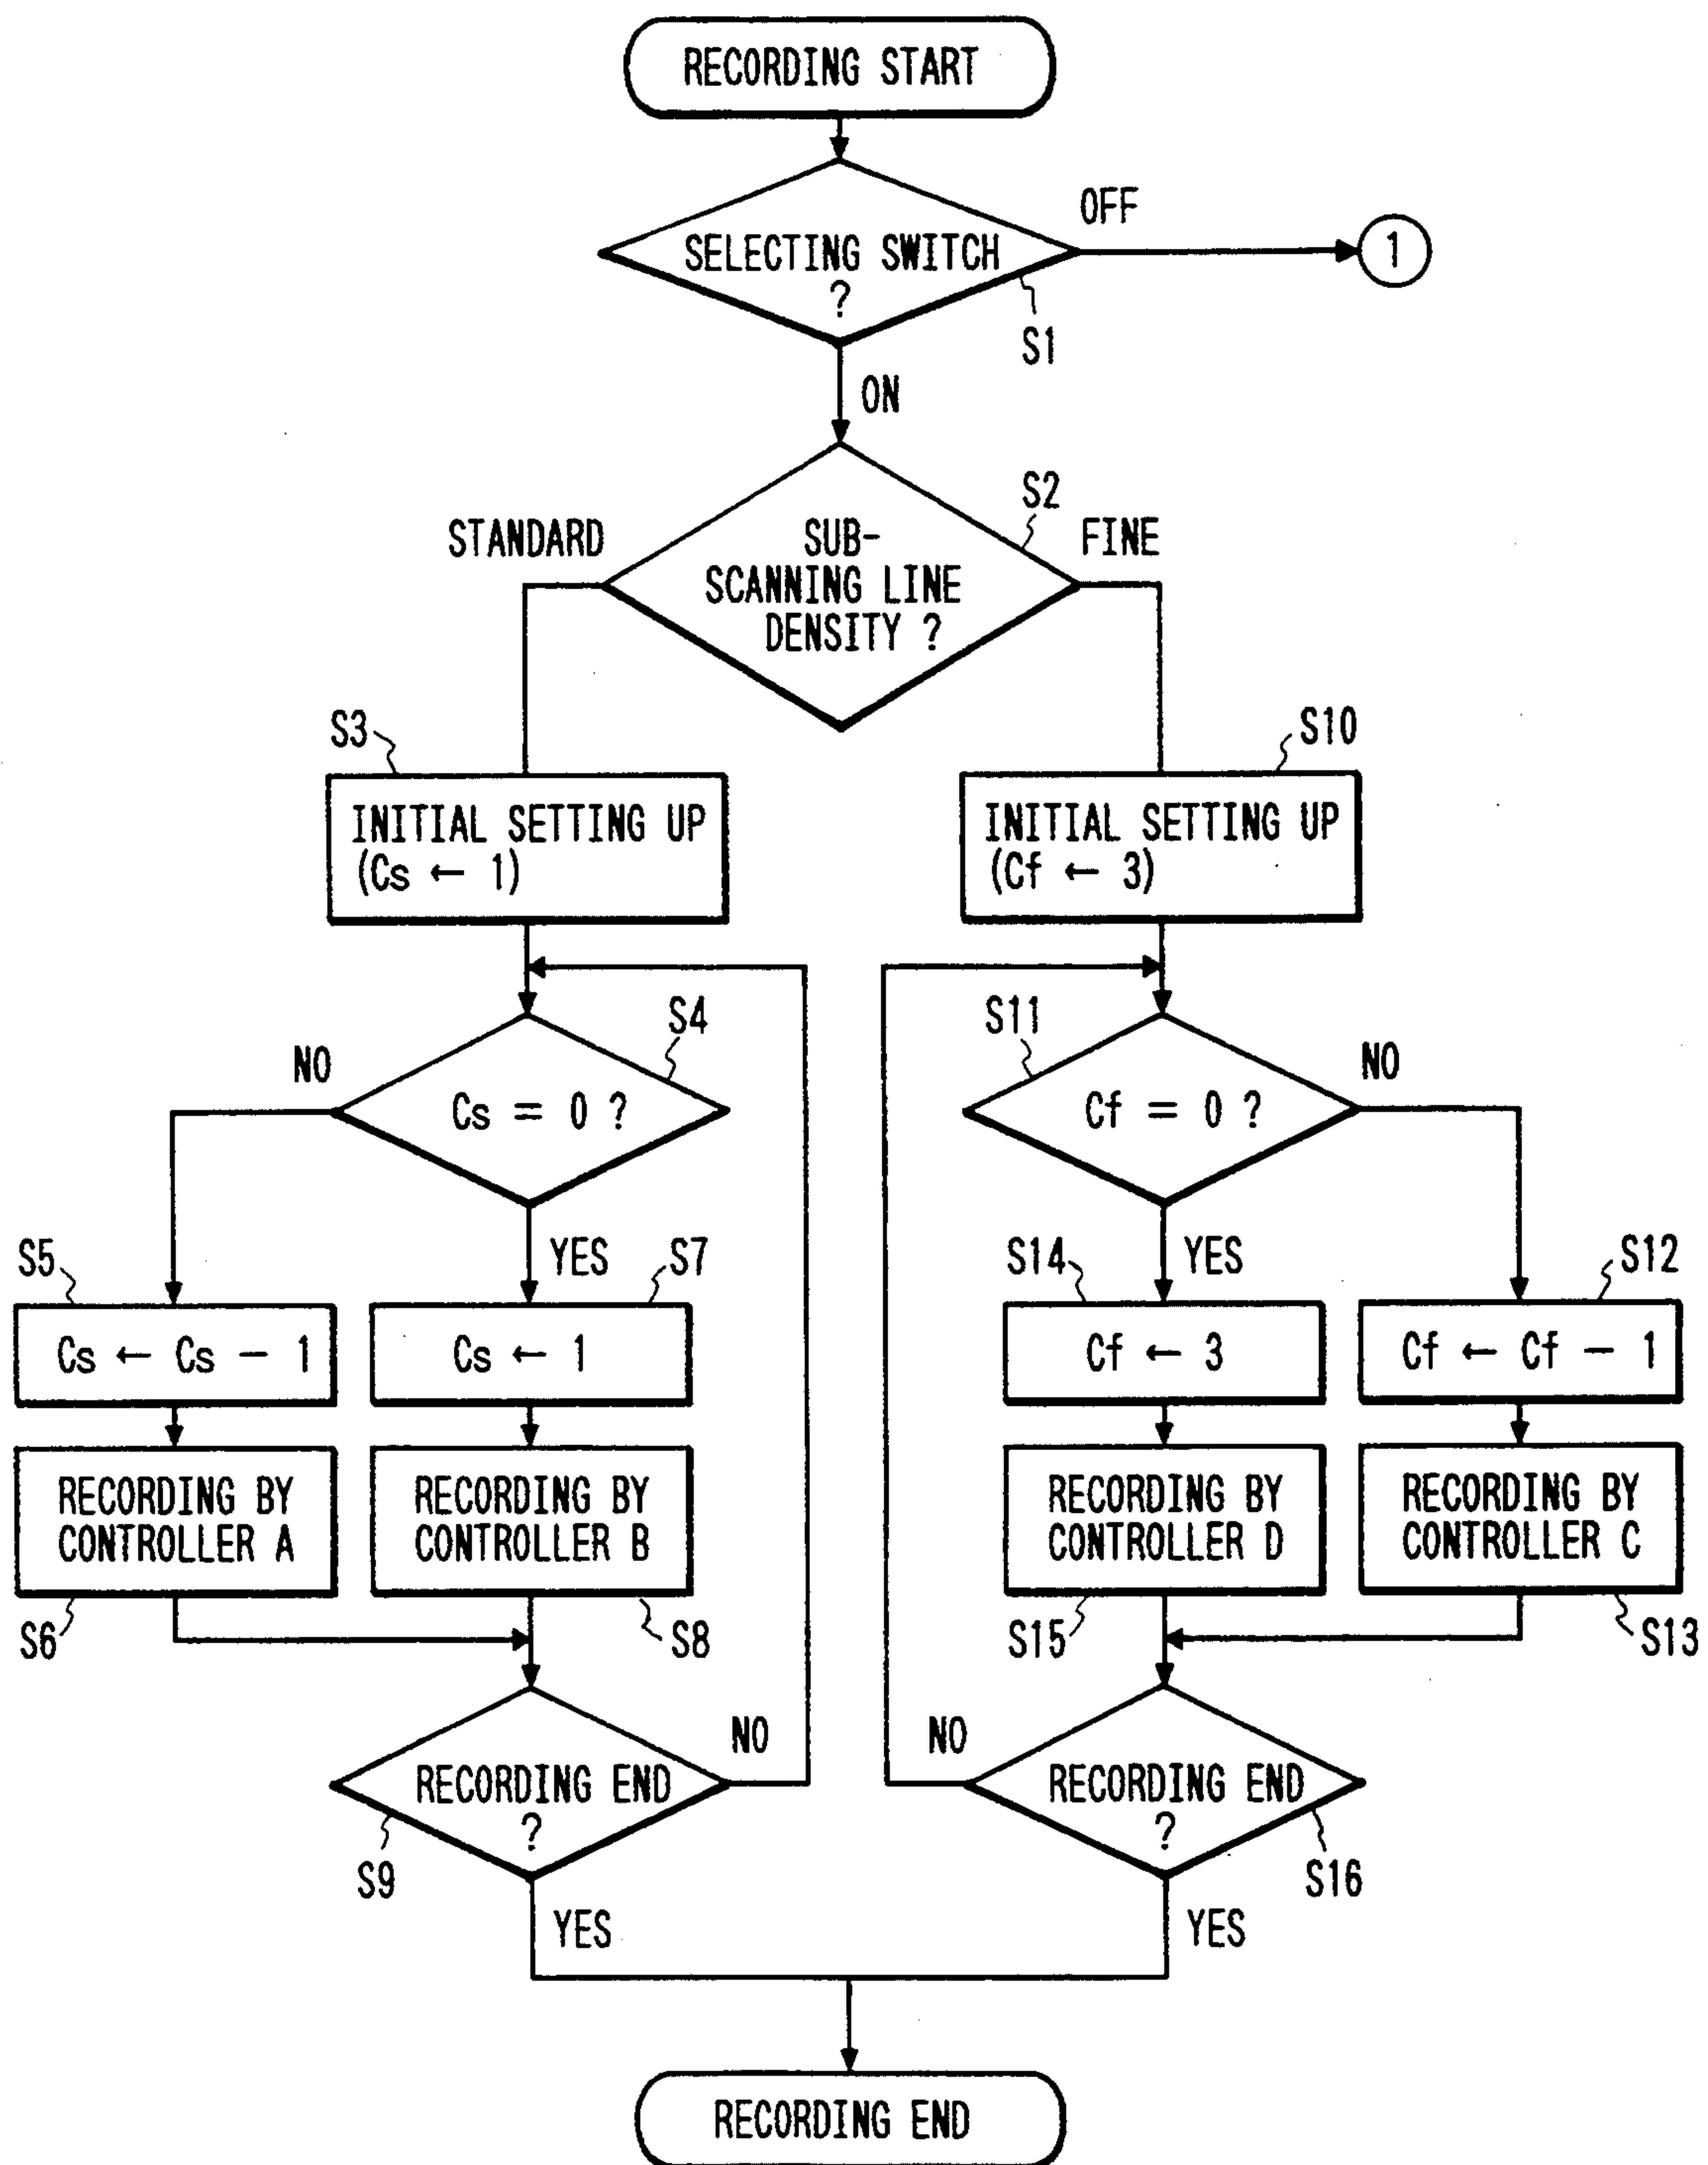 RECORDING START
OFF
SELECTING SWITCH
?
1
S1
ON
S2
STANDARD
SUB-
SCANNING LINE
DENSITY ?
FINE
S3
S10
INITIAL SETTING UP
(Cs ← 1)
INITIAL SETTING UP
(Cf ← 3)
S4
S11
NO
Cs = 0 ?
Cf = 0 ?
NO
S5
YES
S7
S14
YES
S12
Cs ← Cs − 1
Cs ← 1
Cf ← 3
Cf ← Cf − 1
RECORDING BY
CONTROLLER A
RECORDING BY
CONTROLLER B
RECORDING BY
CONTROLLER D
RECORDING BY
CONTROLLER C
S6
S8
S15
S13
NO
NO
RECORDING END
?
RECORDING END
?
S9
S16
YES
YES
RECORDING END